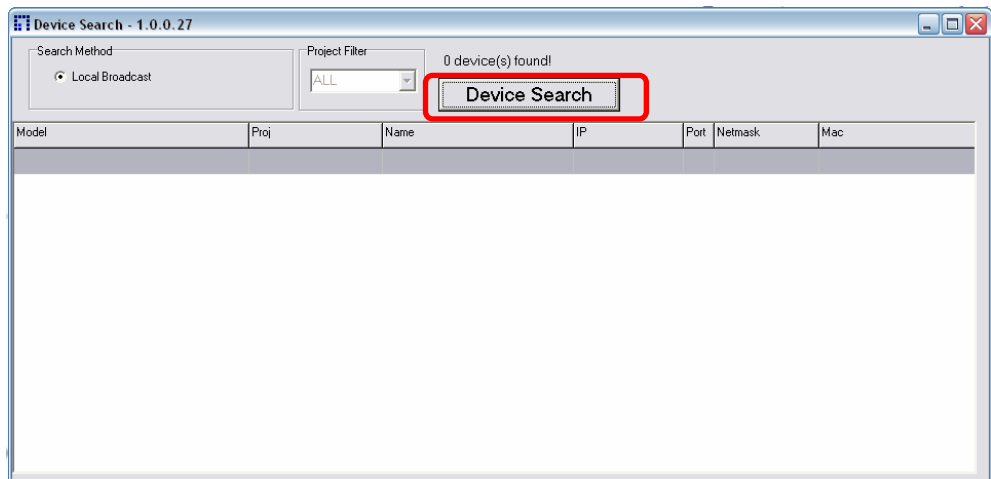 Device Search - 1.0.0.27
Search Method
Project Filter
Local Broadcast
ALL
0 device(s) found!
Device Search
Model Proj Name IP Port Netmask Mac